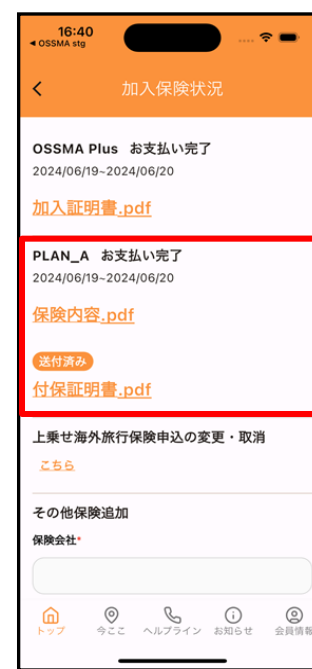 16:40
◀ OSSMA stg
加入保険状況
OSSMA Plus お支払い完了
2024/06/19~2024/06/20
加入証明書.pdf
PLAN_A お支払い完了
2024/06/19~2024/06/20
保険内容.pdf
送付済み
付保証明書.pdf
上乗せ海外旅行保険申込の変更・取消
こちら
その他保険追加
保険会社*
トップ 今ここ ヘルプライン お知らせ 会員情報